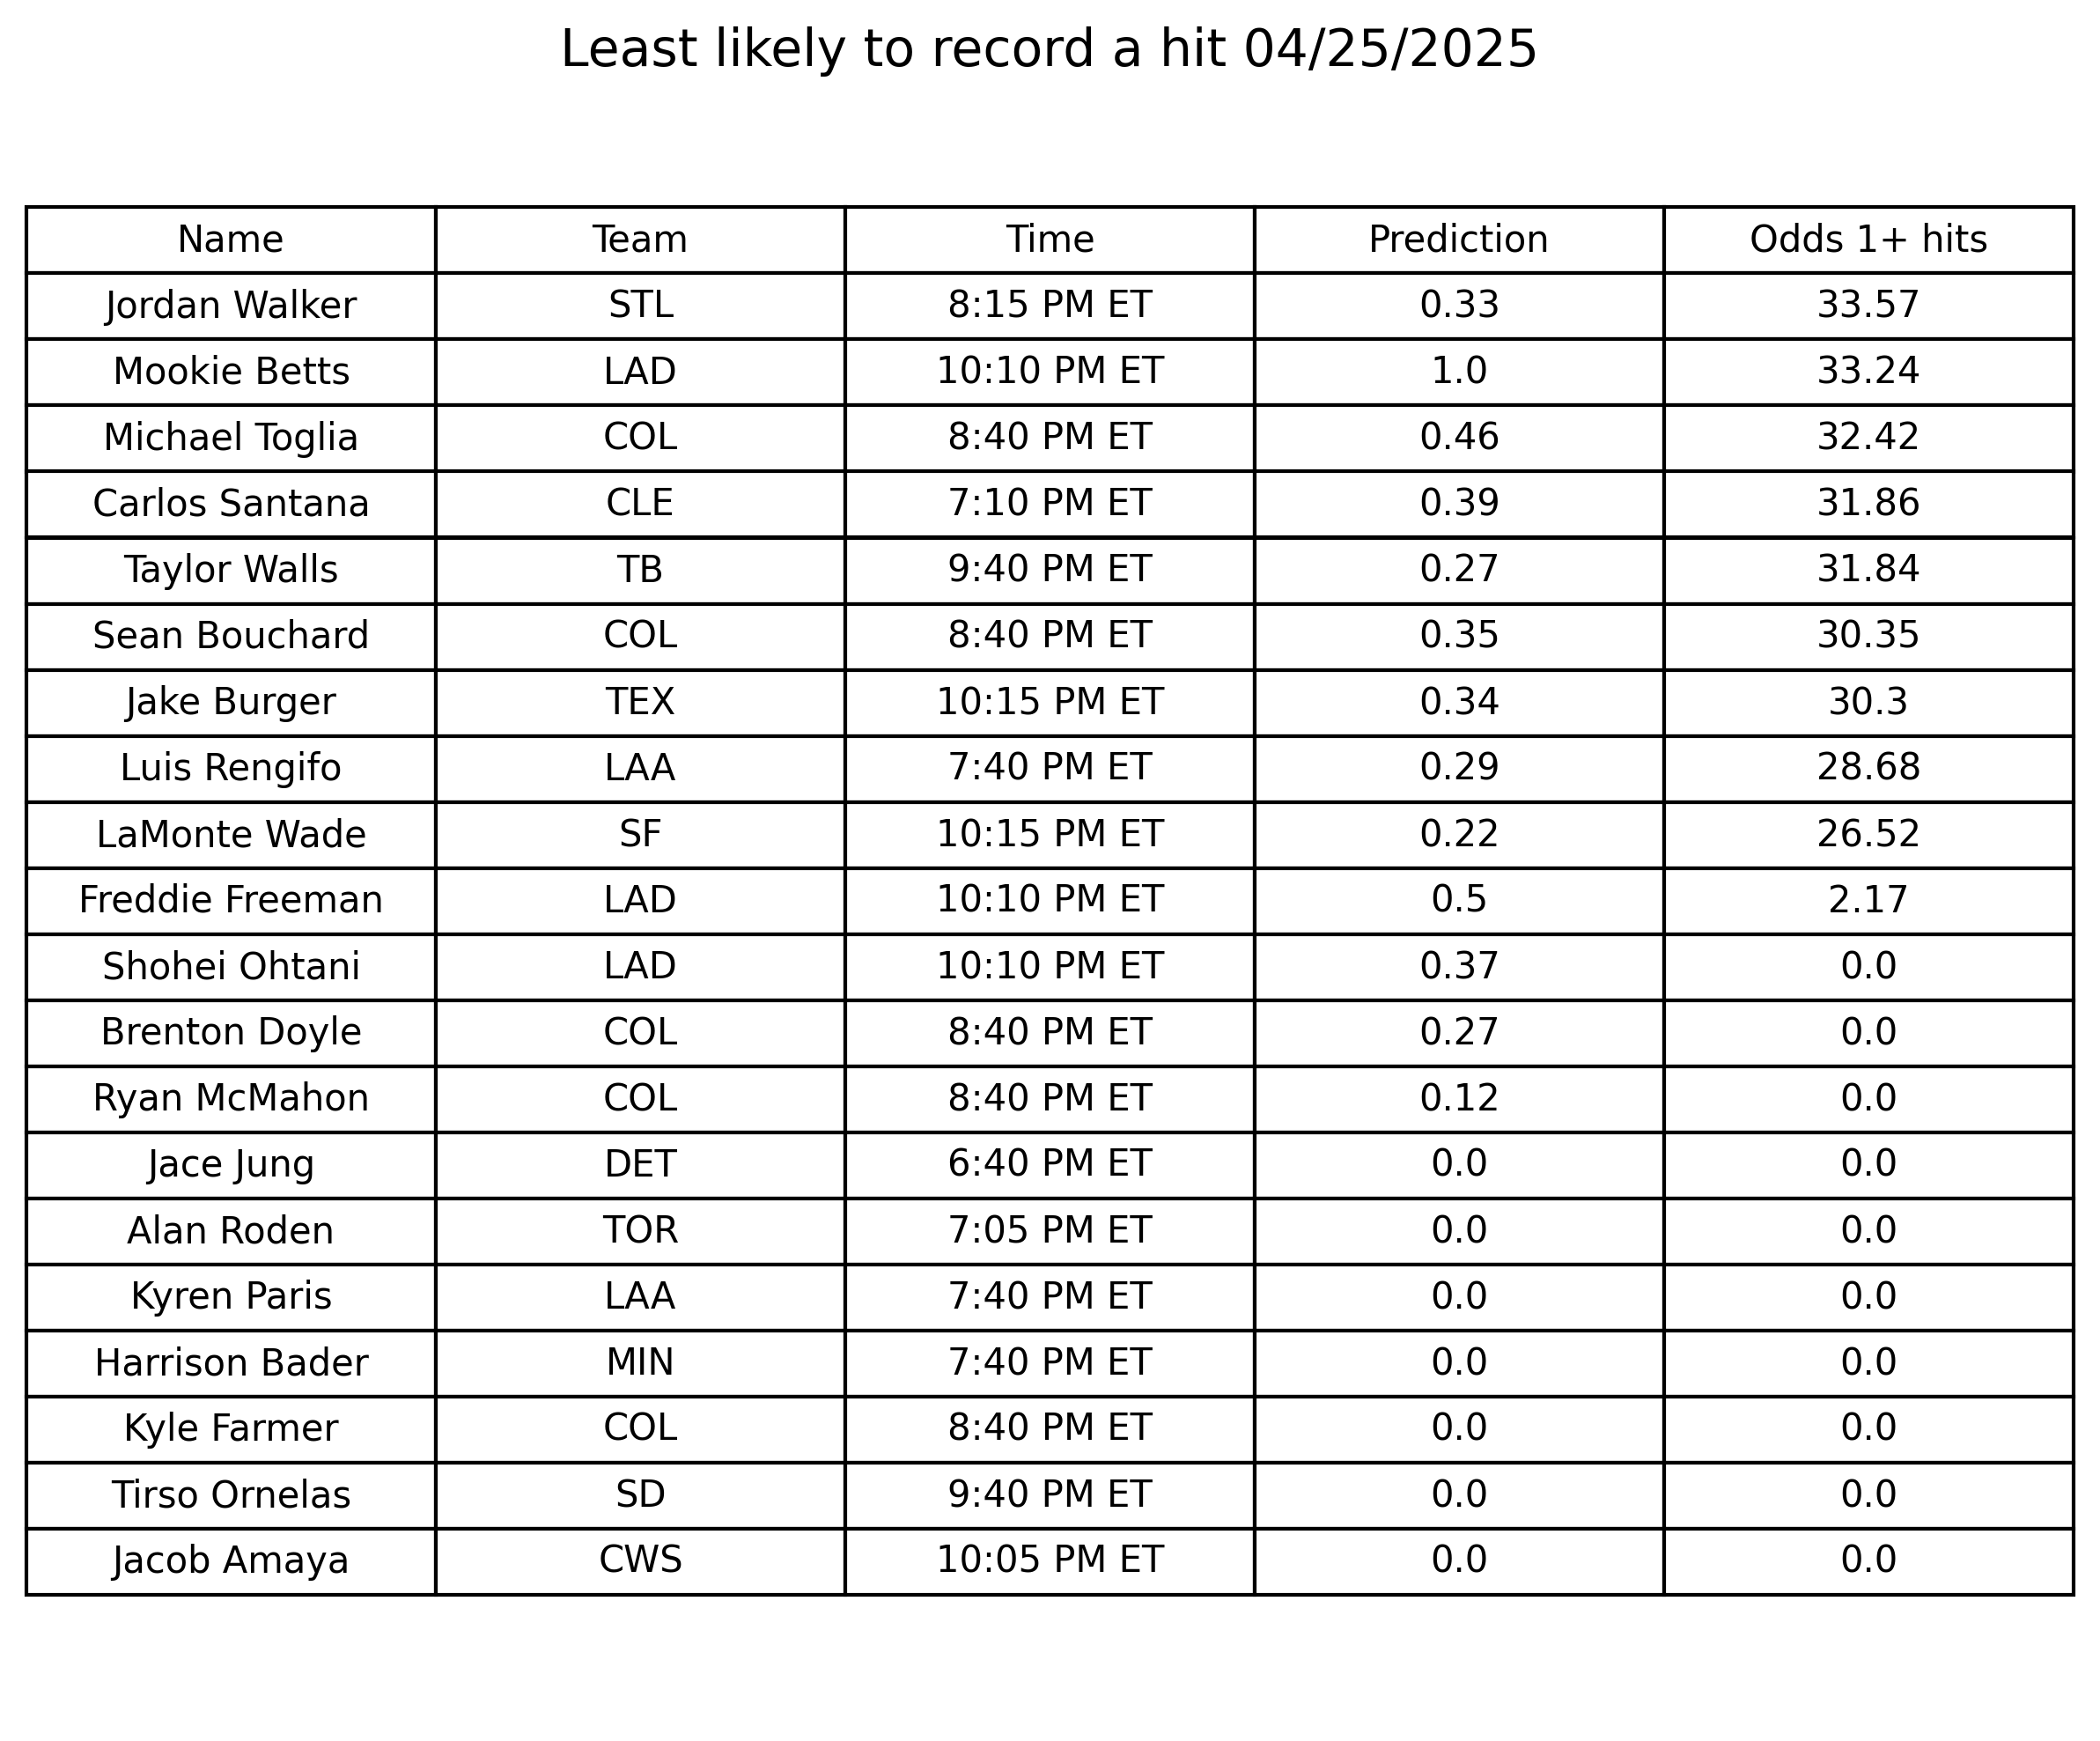 Least likely to record a hit 04/25/2025
Name Team Time Prediction Odds 1+ hits
Jordan Walker STL 8:15 PM ET 0.33 33.57
Mookie Betts LAD 10:10 PM ET 1.0 33.24
Michael Toglia COL 8:40 PM ET 0.46 32.42
Carlos Santana CLE 7:10 PM ET 0.39 31.86
Taylor Walls TB 9:40 PM ET 0.27 31.84
Sean Bouchard COL 8:40 PM ET 0.35 30.35
Jake Burger TEX 10:15 PM ET 0.34 30.3
Luis Rengifo LAA 7:40 PM ET 0.29 28.68
LaMonte Wade SF 10:15 PM ET 0.22 26.52
Freddie Freeman LAD 10:10 PM ET 0.5 2.17
Shohei Ohtani LAD 10:10 PM ET 0.37 0.0
Brenton Doyle COL 8:40 PM ET 0.27 0.0
Ryan McMahon COL 8:40 PM ET 0.12 0.0
Jace Jung DET 6:40 PM ET 0.0 0.0
Alan Roden TOR 7:05 PM ET 0.0 0.0
Kyren Paris LAA 7:40 PM ET 0.0 0.0
Harrison Bader MIN 7:40 PM ET 0.0 0.0
Kyle Farmer COL 8:40 PM ET 0.0 0.0
Tirso Ornelas SD 9:40 PM ET 0.0 0.0
Jacob Amaya CWS 10:05 PM ET 0.0 0.0